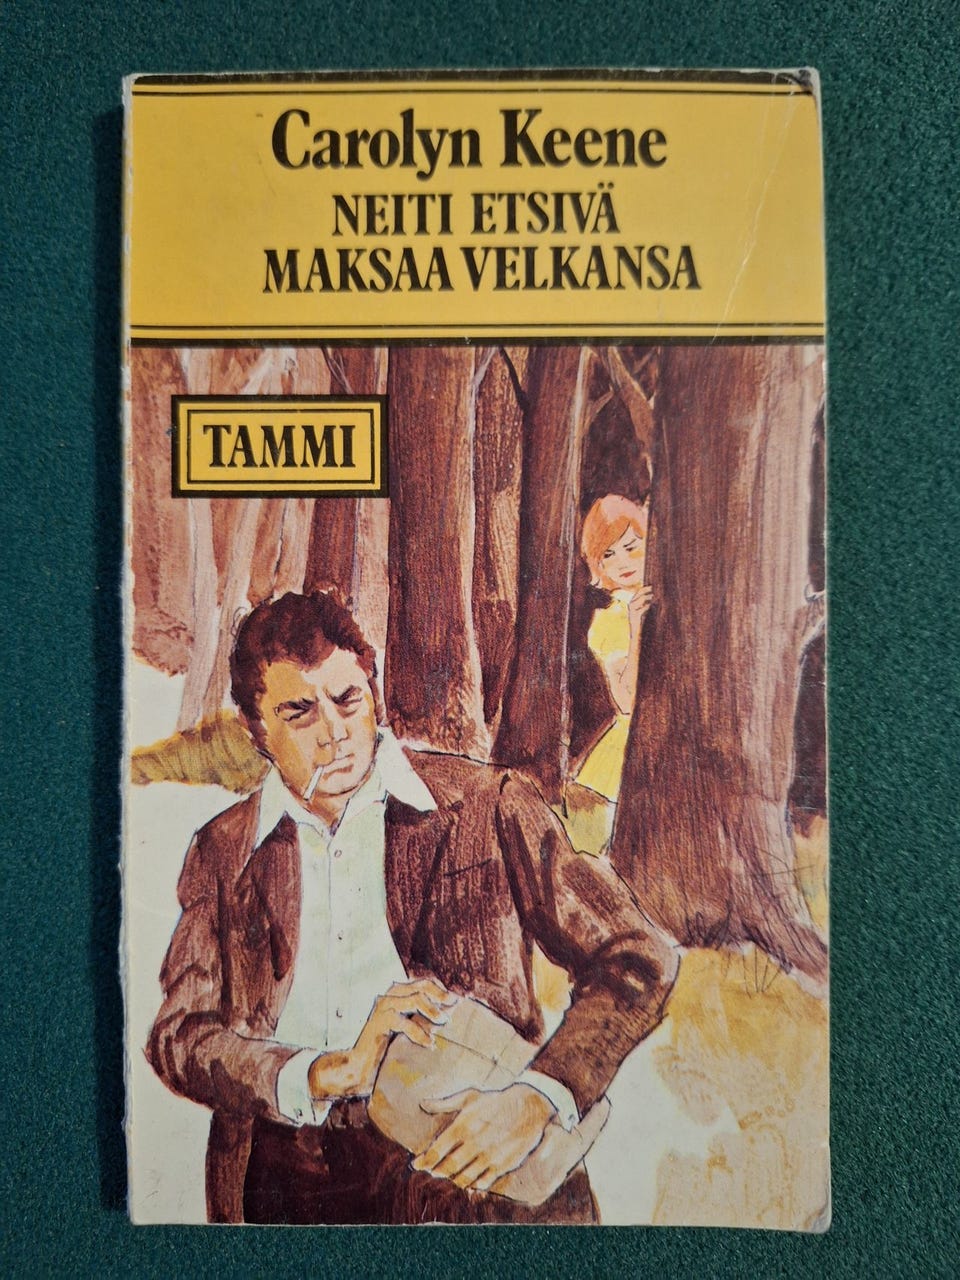 Carolyn Keene
NEITI ETSIVÄ
MAKSAA VELKANSA
TAMMI